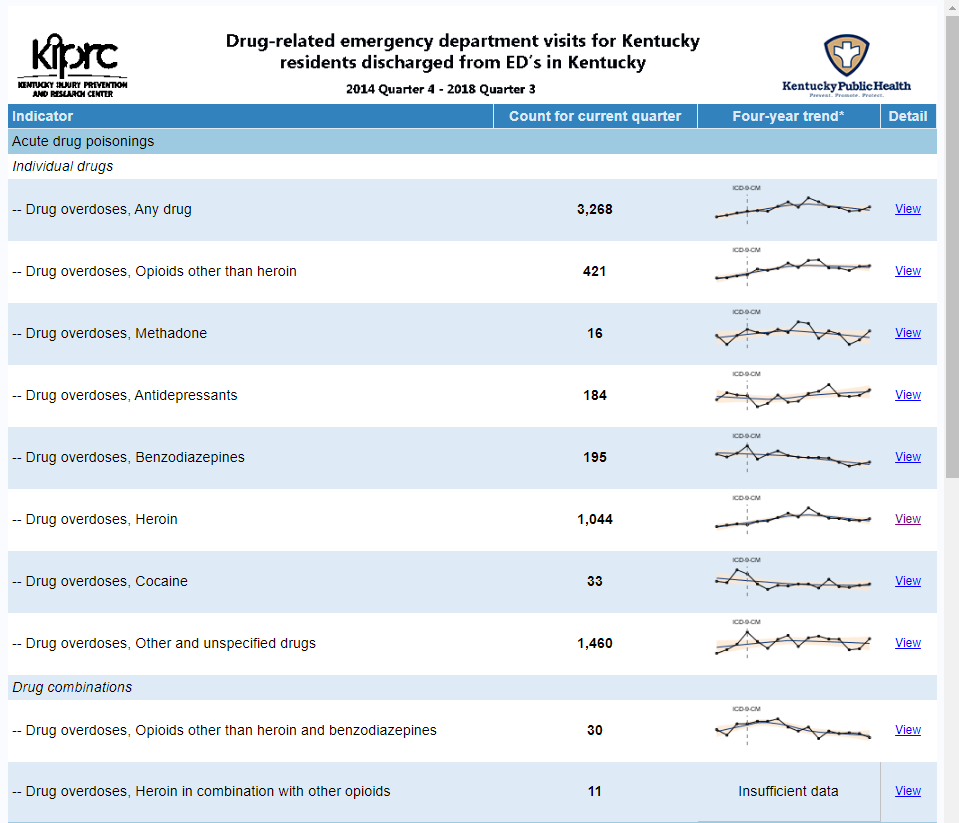 kiprc
KENTUCKY INJURY PREVENTION
AND RESEARCH CENTER
Drug-related emergency department visits for Kentucky
residents discharged from ED's in Kentucky
2014 Quarter 4 - 2018 Quarter 3
KentuckyPublicHealth
Prevent. Promote. Protect.
Indicator Count for current quarter Four-year trend* Detail
Acute drug poisonings
Individual drugs
ICD-9-CM
-- Drug overdoses, Any drug 3,268 View
ICD-9-CM
-- Drug overdoses, Opioids other than heroin 421 View
ICD-9-CM
-- Drug overdoses, Methadone 16 View
ICD-9-CM
-- Drug overdoses, Antidepressants 184 View
ICD-9-CM
-- Drug overdoses, Benzodiazepines 195 View
ICD-9-CM
-- Drug overdoses, Heroin 1,044 View
ICD-9-CM
-- Drug overdoses, Cocaine 33 View
ICD-9-CM
-- Drug overdoses, Other and unspecified drugs 1,460 View
Drug combinations
ICD-9-CM
-- Drug overdoses, Opioids other than heroin and benzodiazepines 30 View
-- Drug overdoses, Heroin in combination with other opioids 11 Insufficient data View